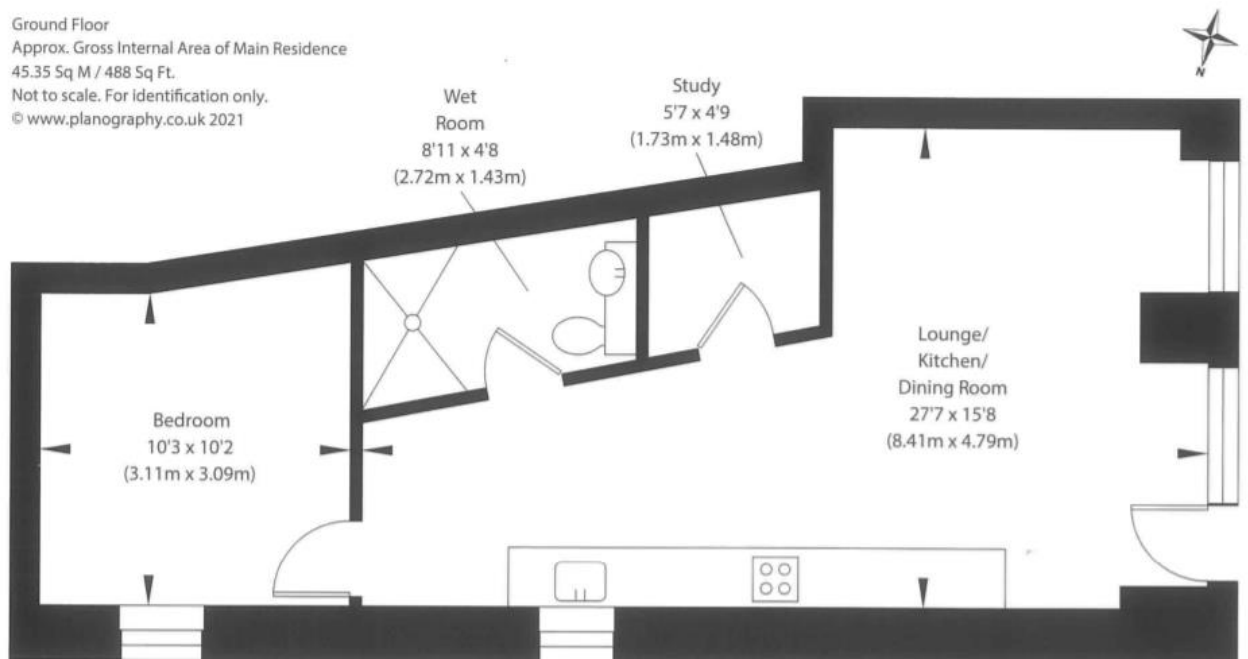 Ground Floor
Approx. Gross Internal Area of Main Residence
45.35 Sq M / 488 Sq Ft.
Not to scale. For identification only.
© www.planography.co.uk 2021
N
Wet
Room
8'11 x 4'8
(2.72m x 1.43m)
Study
5'7 x 4'9
(1.73m x 1.48m)
Bedroom
10'3 x 10'2
(3.11m x 3.09m)
Lounge/
Kitchen/
Dining Room
27'7 x 15'8
(8.41m x 4.79m)